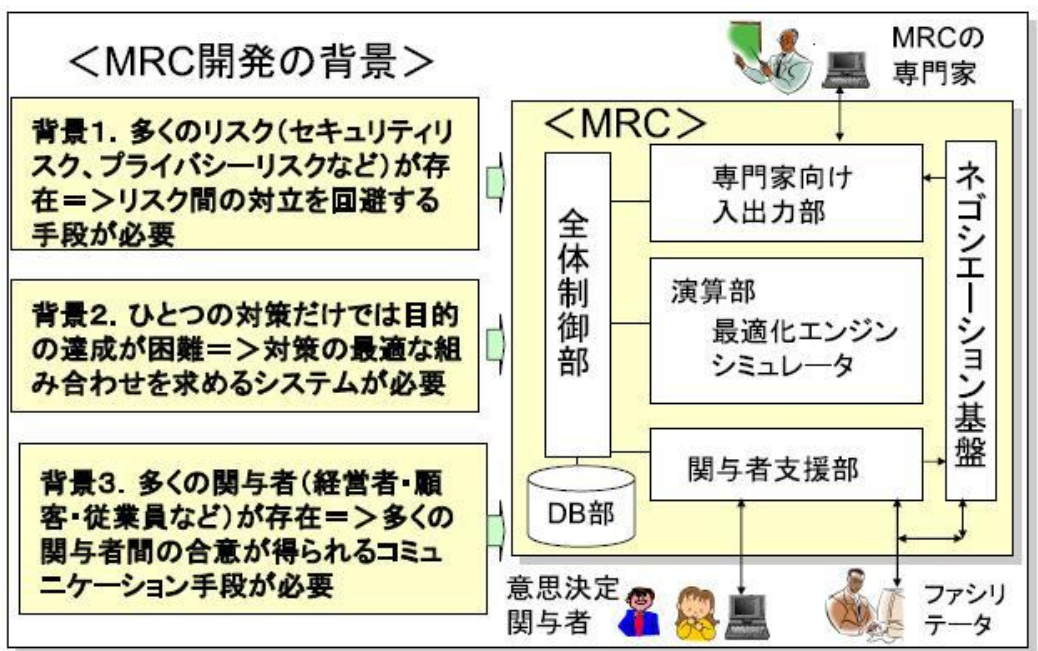 ＜MRC開発の背景＞
背景１．多くのリスク（セキュリティリ
スク、プライバシーリスクなど）が存
在＝＞リスク間の対立を回避する
手段が必要
背景２．ひとつの対策だけでは目的
の達成が困難＝＞対策の最適な組
み合わせを求めるシステムが必要
背景３．多くの関与者（経営者・顧
客・従業員など）が存在＝＞多くの
関与者間の合意が得られるコミュ
ニケーション手段が必要
MRCの
専門家
＜MRC＞
全体制御部
専門家向け
入出力部
演算部
最適化エンジン
シミュレータ
関与者支援部
DB部
ネゴシエーション基盤
意思決定
関与者
ファシリ
テータ